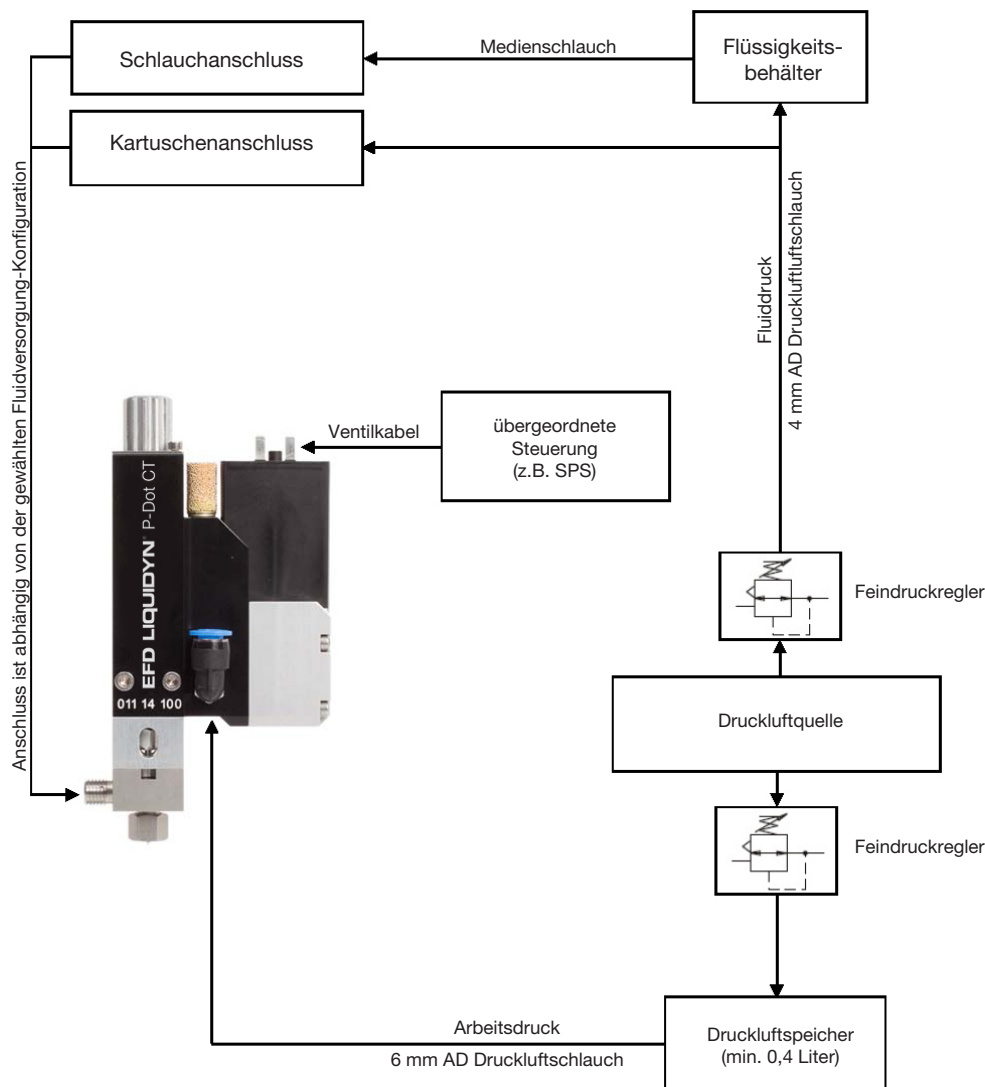 Schlauchanschluss
Medienschlauch
Flüssigkeits-
behälter
Kartuschenanschluss
Anschluss ist abhängig von der gewählten Fluidversorgung-Konfiguration
Fluiddruck
4 mm AD Druckluftluftschlauch
Ventilkabel
übergeordnete
Steuerung
(z.B. SPS)
EFD LIQUIDYN® P-Dot CT
011 14 100
Feindruckregler
Druckluftquelle
Feindruckregler
Arbeitsdruck
6 mm AD Druckluftschlauch
Druckluftspeicher
(min. 0,4 Liter)